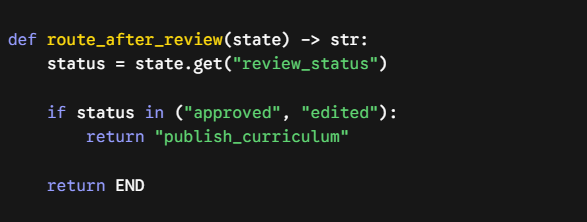 def route_after_review(state) -> str:
    status = state.get("review_status")

    if status in ("approved", "edited"):
        return "publish_curriculum"

    return END